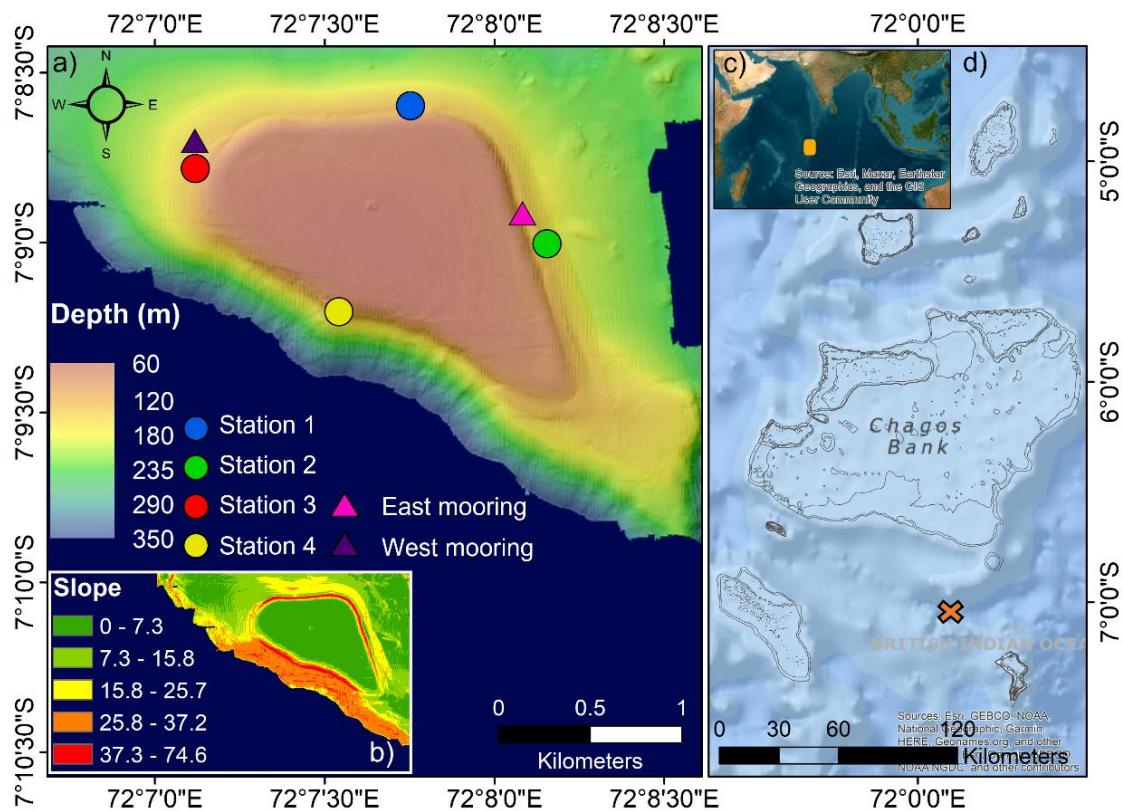 72°7'0"E 72°7'30"E 72°8'0"E 72°8'30"E 72°0'0"E
a)
N
W E
S
7°8'30"S
7°9'0"S
7°9'30"S
7°10'0"S
7°10'30"S
Depth (m)
60
120
180
235
290
350
Station 1
Station 2
Station 3
Station 4
East mooring
West mooring
Slope
0 - 7.3
7.3 - 15.8
15.8 - 25.7
25.8 - 37.2
37.3 - 74.6
b)
0 0.5 1
Kilometers
c)
Source: Esri, Maxar, Earthstar
Geographics, and the GIS
User Community
d)
Chagos
Bank
BRITISH INDIAN OCEA
5°0'0"S
6°0'0"S
7°0'0"S
0 30 60 120
Kilometers
Sources: Esri, GEBCO, NOAA,
National Geographic, Garmin,
HERE, Geonames.org, and other
NOAA NGDC, and other contributors
72°7'0"E 72°7'30"E 72°8'0"E 72°8'30"E 72°0'0"E